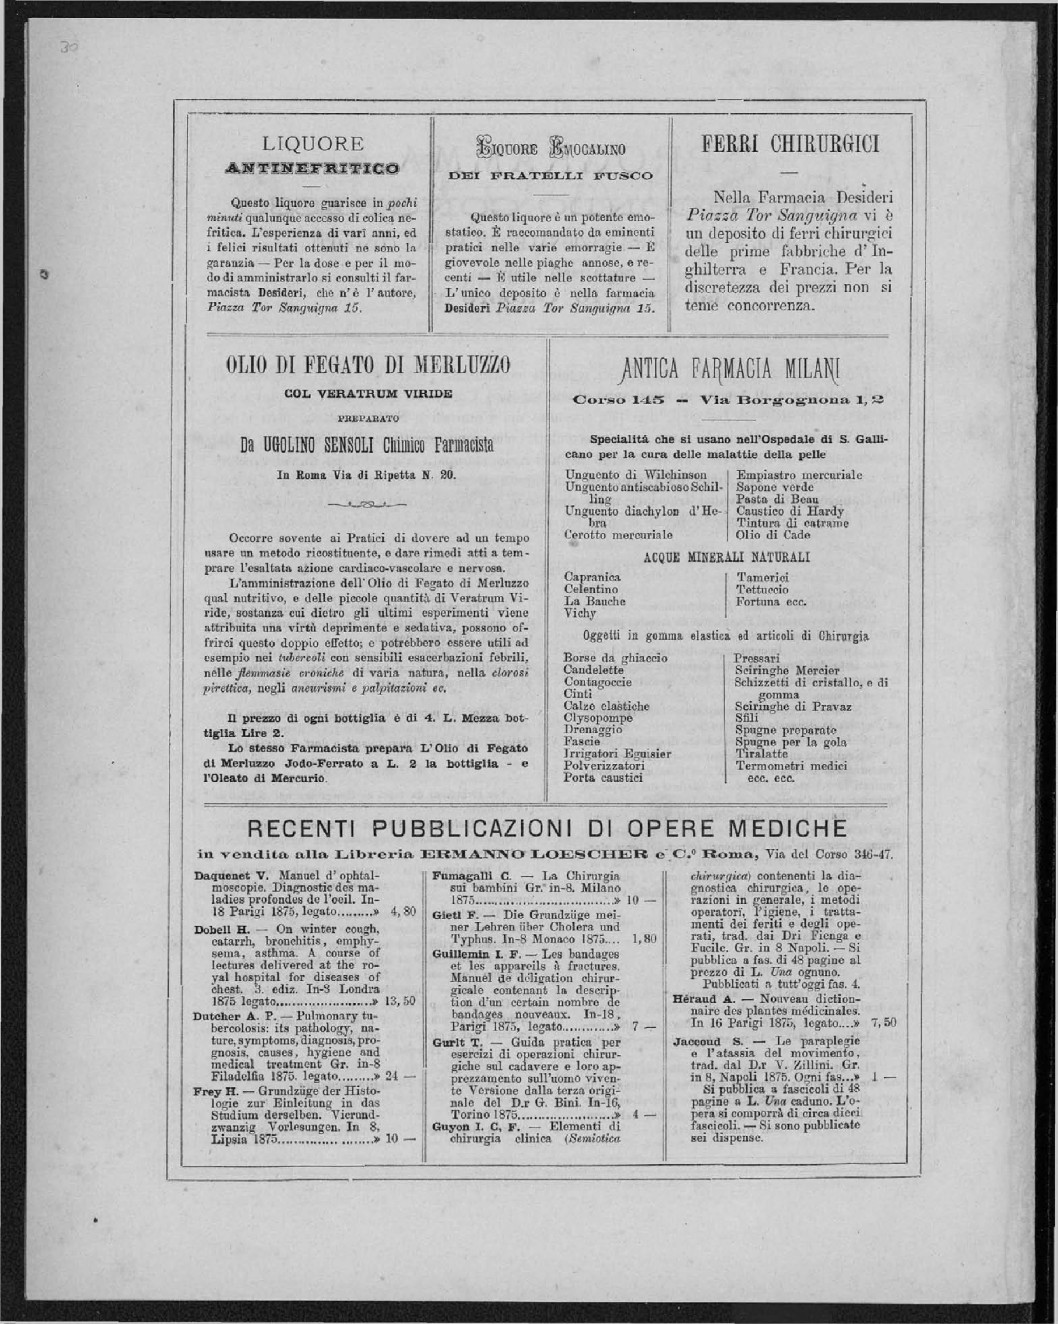 30
LIQUORE
ANTINEFRITICO
Questo liquore guarisce in pochi
minuti qualunque accesso di colica ne-
fritica. L'esperienza di varî anni, ed
i felici risultati ottenuti ne sono la
garanzia — Per la dose e per il mo-
do di amministrarlo si consulti il far-
macista Desideri, che n'è l'autore,
Piazza Tor Sanguigna 15.
LIQUORE EMOCALINO
DEI FRATELLI FUSCO
Questo liquore è un potente emo-
statico. È raccomandato da eminenti
pratici nelle varie emorragie — È
giovevole nelle piaghe annose, e re-
centi — È utile nelle scottature —
L'unico deposito è nella farmacia
Desideri Piazza Tor Sanguigna 15.
FERRI CHIRURGICI
Nella Farmacia Desideri
Piazza Tor Sanguigna vi è
un deposito di ferri chirurgici
delle prime fabbriche d'In-
ghilterra e Francia. Per la
discretezza dei prezzi non si
teme concorrenza.
OLIO DI FEGATO DI MERLUZZO
COL VERATRUM VIRIDE
PREPARATO
Da UGOLINO SENSOLI Chimico Farmacista
In Roma Via di Ripetta N. 20.
Occorre sovente ai Pratici di dovere ad un tempo
usare un metodo ricostituente, e dare rimedi atti a tem-
prare l'esaltata azione cardiaco-vascolare e nervosa.
L'amministrazione dell'Olio di Fegato di Merluzzo
qual nutritivo, e delle piccole quantità di Veratrum Vi-
ride, sostanza cui dietro gli ultimi esperimenti viene
attribuita una virtù deprimente e sedativa, possono of-
frirci questo doppio effetto; e potrebbero essere utili ad
esempio nei tubercoli con sensibili esacerbazioni febrili,
nelle flemmasie croniche di varia natura, nella clorosi
pirettica, negli aneurismi e palpitazioni ec.
Il prezzo di ogni bottiglia è di 4. L. Mezza bot-
tiglia Lire 2.
Lo stesso Farmacista prepara L'Olio di Fegato
di Merluzzo Jodo-Ferrato a L. 2 la bottiglia - e
l'Oleato di Mercurio.
ANTICA FARMACIA MILANI
Corso 145 — Via Borgognona 1, 2
Specialità che si usano nell'Ospedale di S. Galli-
cano per la cura delle malattie della pelle
Unguento di Wilchinson
Unguento antiscabioso Schil-
ling
Unguento diachylon d'He-
bra
Cerotto mercuriale
Empiastro mercuriale
Sapone verde
Pasta di Beau
Caustico di Hardy
Tintura di catrame
Olio di Cade
ACQUE MINERALI NATURALI
Capranica
Celentino
La Bauche
Vichy
Tamerici
Tettuccio
Fortuna ecc.
Oggetti in gomma elastica ed articoli di Chirurgia
Borse da ghiaccio
Candelette
Contagoccie
Cinti
Calze elastiche
Clysopompe
Drenaggio
Fascie
Irrigatori Eguisier
Polverizzatori
Porta caustici
Pressari
Sciringhe Mercier
Schizzetti di cristallo, e di
gomma
Sciringhe di Pravaz
Sfili
Spugne preparate
Spugne per la gola
Tiralatte
Termometri medici
ecc. ecc.
RECENTI PUBBLICAZIONI DI OPERE MEDICHE
in vendita alla Libreria ERMANNO LOESCHER e C.º Roma, Via del Corso 346-47.
Daquenet V. Manuel d'ophtal-
moscopie. Diagnostic des ma-
ladies profondes de l'oeil. In-
18 Parigi 1875, legato.........» 4,80
Dobell H. — On winter cough,
catarrh, bronchitis, emphy-
sema, asthma. A course of
lectures delivered at the ro-
yal hospital for diseases of
chest. 3. ediz. In-8 Londra
1875 legato.......................» 13,50
Dutcher A. P. — Pulmonary tu-
bercolosis: its pathology, na-
ture, symptoms, diagnosis, pro-
gnosis, causes, hygiene and
medical treatment Gr. in-8
Filadelfia 1875. legato.........» 24 —
Frey H. — Grundzüge der Histo-
logie zur Einleitung in das
Studium derselben. Vierund-
zwanzig Vorlesungen. In 8,
Lipsia 1875.......................» 10 —
Fumagalli C. — La Chirurgia
sui bambini Gr. in-8. Milano
1875.................................» 10 —
Gietl F. — Die Grundzüge mei-
ner Lehren über Cholera und
Typhus. In-8 Monaco 1875.... 1,80
Guillemin I. F. — Les bandages
et les appareils à fractures.
Manuel de déligation chirur-
gicale contenant la descrip-
tion d'un certain nombre de
bandages nouveaux. In-18,
Parigi 1875, legato............» 7 —
Gurlt T. — Guida pratica per
esercizi di operazioni chirur-
giche sul cadavere e loro ap-
prezzamento sull'uomo viven-
te Versione dalla terza origi-
nale del D.r G. Bini. In-16,
Torino 1875.......................» 4 —
Guyon I. C, F. — Elementi di
chirurgia clinica (Semiotica
chirurgica) contenenti la dia-
gnostica chirurgica, le ope-
razioni in generale, i metodi
operatorî, l'igiene, i tratta-
menti dei feriti e degli ope-
rati, trad. dai Dri Fienga e
Fucile. Gr. in 8 Napoli. — Si
pubblica a fas. di 48 pagine al
prezzo di L. Una ognuno.
Pubblicati a tutt'oggi fas. 4.
Héraud A. — Nouveau diction-
naire des plantes médicinales.
In 16 Parigi 1875, legato....» 7,50
Jaccoud S. — Le paraplegie
e l'atassia del movimento,
trad. dal D.r V. Zillini. Gr.
in 8, Napoli 1875. Ogni fas...» 1 —
Si pubblica a fascicoli di 48
pagine a L. Una caduno. L'o-
pera si comporrà di circa dieci
fascicoli. — Si sono pubblicate
sei dispense.